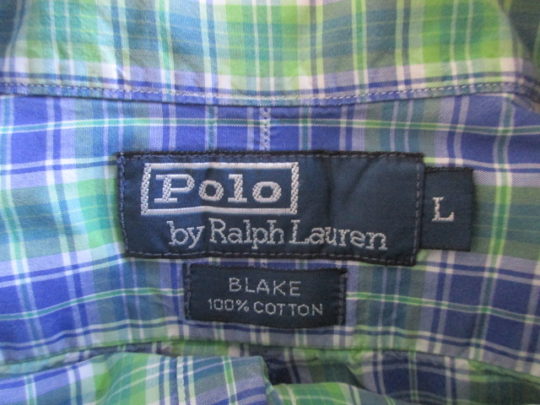 Polo
by Ralph Lauren
L
BLAKE
100% COTTON